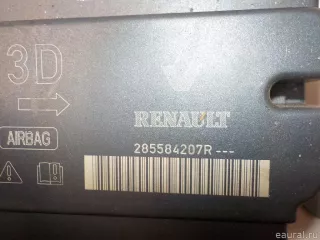 3D
RENAULT
AIRBAG
285584207R---
eaural.ru